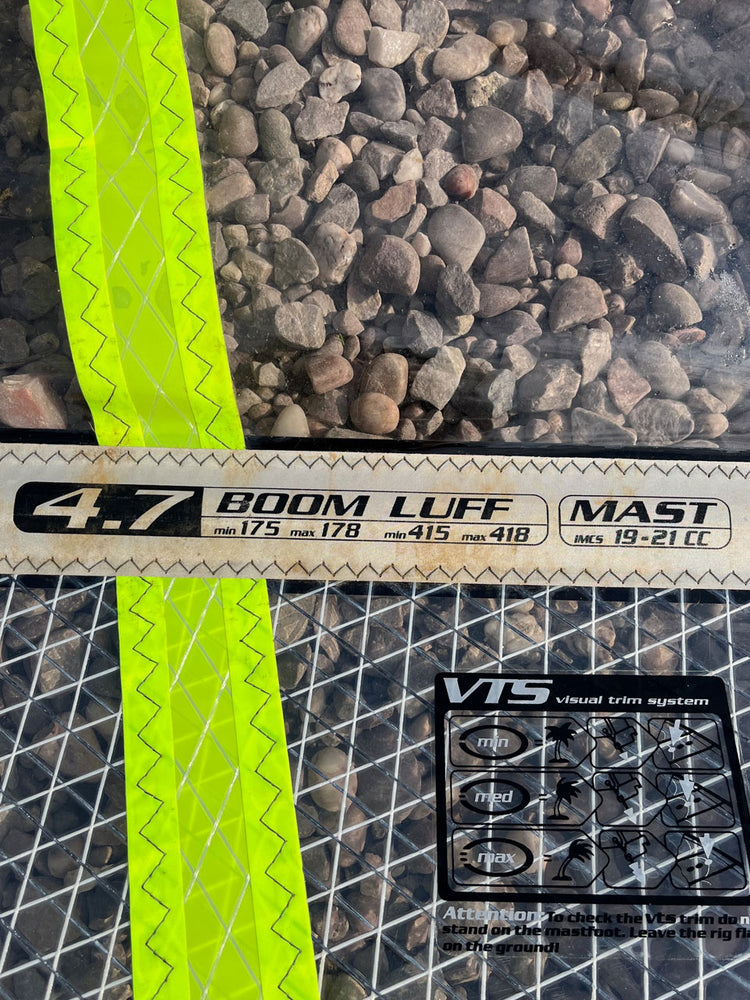 4.7 BOOM LUFF MAST
min 175 max 178 min 415 max 418 IMCS 19-21 CC
VTS visual trim system
min =
med =
max =
Attention: To check the VTS trim do
stand on the mastfoot. Leave the rig
on the ground!